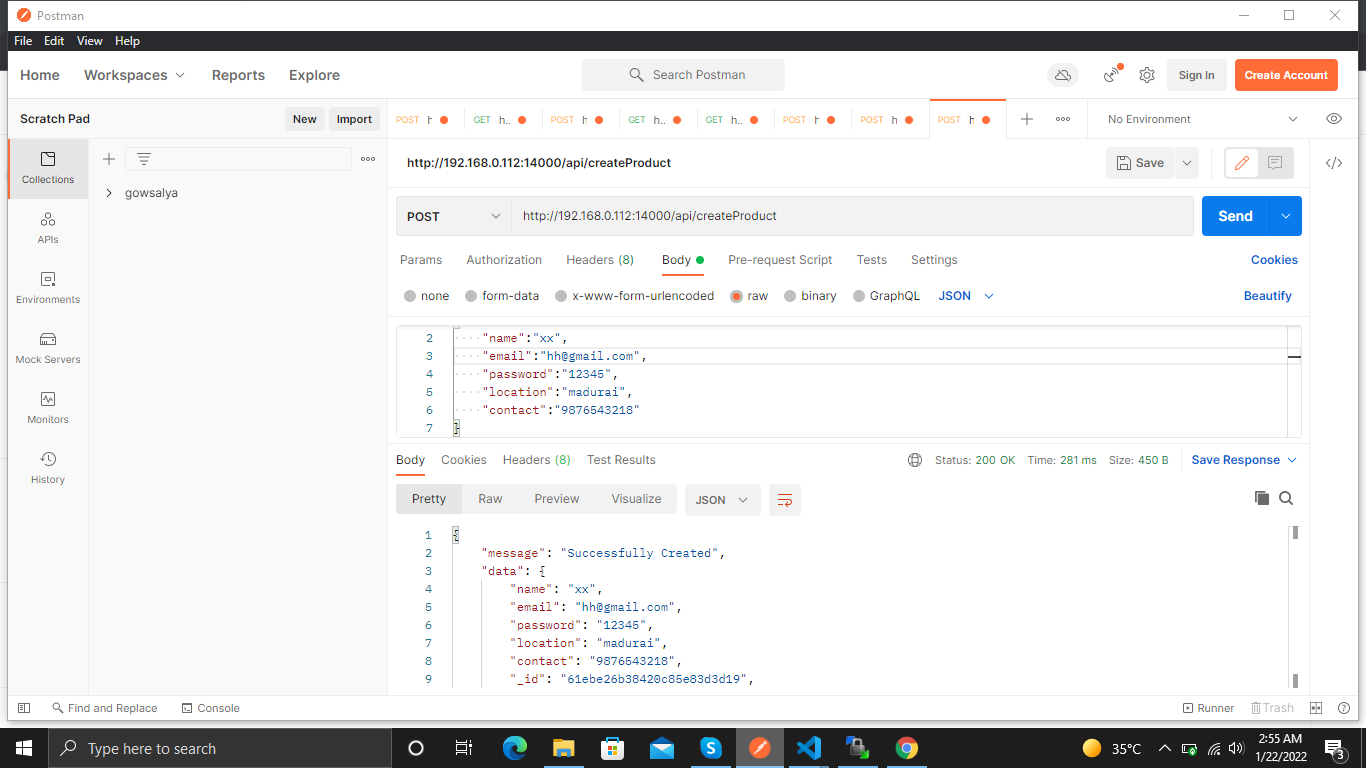 Postman
File Edit View Help
Home Workspaces Reports Explore Search Postman Sign In Create Account
Scratch Pad New Import POST h GET h.. POST h GET h.. GET h.. POST h POST h POST h No Environment
http://192.168.0.112:14000/api/createProduct Save
Collections
gowsalya
POST http://192.168.0.112:14000/api/createProduct Send
APIs
Params Authorization Headers (8) Body Pre-request Script Tests Settings Cookies
Environments
none form-data x-www-form-urlencoded raw binary GraphQL JSON Beautify
Mock Servers
2 "name":"xx",
3 "email":"hh@gmail.com",
4 "password":"12345",
5 "location":"madurai",
6 "contact":"9876543218"
7 }
Monitors
History
Body Cookies Headers (8) Test Results Status: 200 OK Time: 281 ms Size: 450 B Save Response
Pretty Raw Preview Visualize JSON
1 {
2 "message": "Successfully Created",
3 "data": {
4 "name": "xx",
5 "email": "hh@gmail.com",
6 "password": "12345",
7 "location": "madurai",
8 "contact": "9876543218",
9 "_id": "61ebe26b38420c85e83d3d19",
Find and Replace Console Runner Trash
Type here to search 35°C 2:55 AM
1/22/2022 3